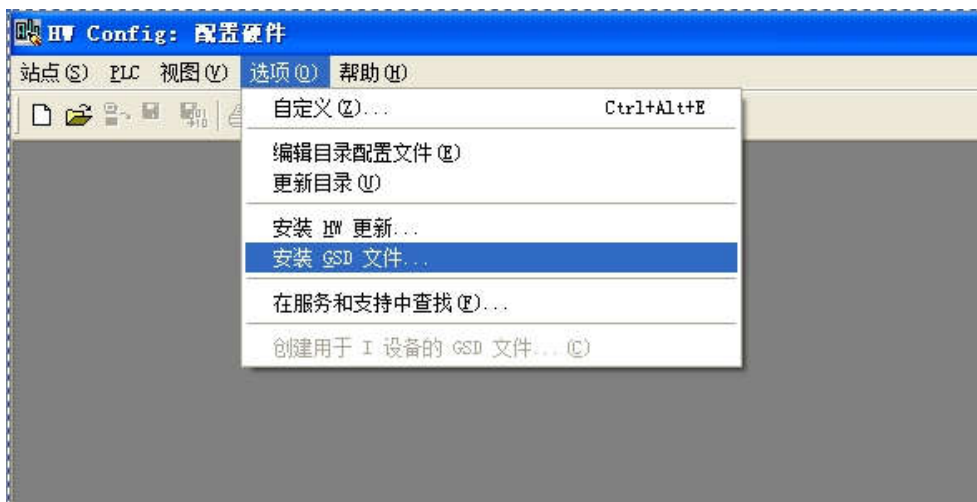 HW Config: 配置硬件
站点(S) PLC 视图(V) 选项(O) 帮助(H)
自定义(Z)... Ctrl+Alt+E
编辑目录配置文件(E)
更新目录(U)
安装 HW 更新...
安装 GSD 文件...
在服务和支持中查找(F)...
创建用于 I 设备的 GSD 文件...(C)